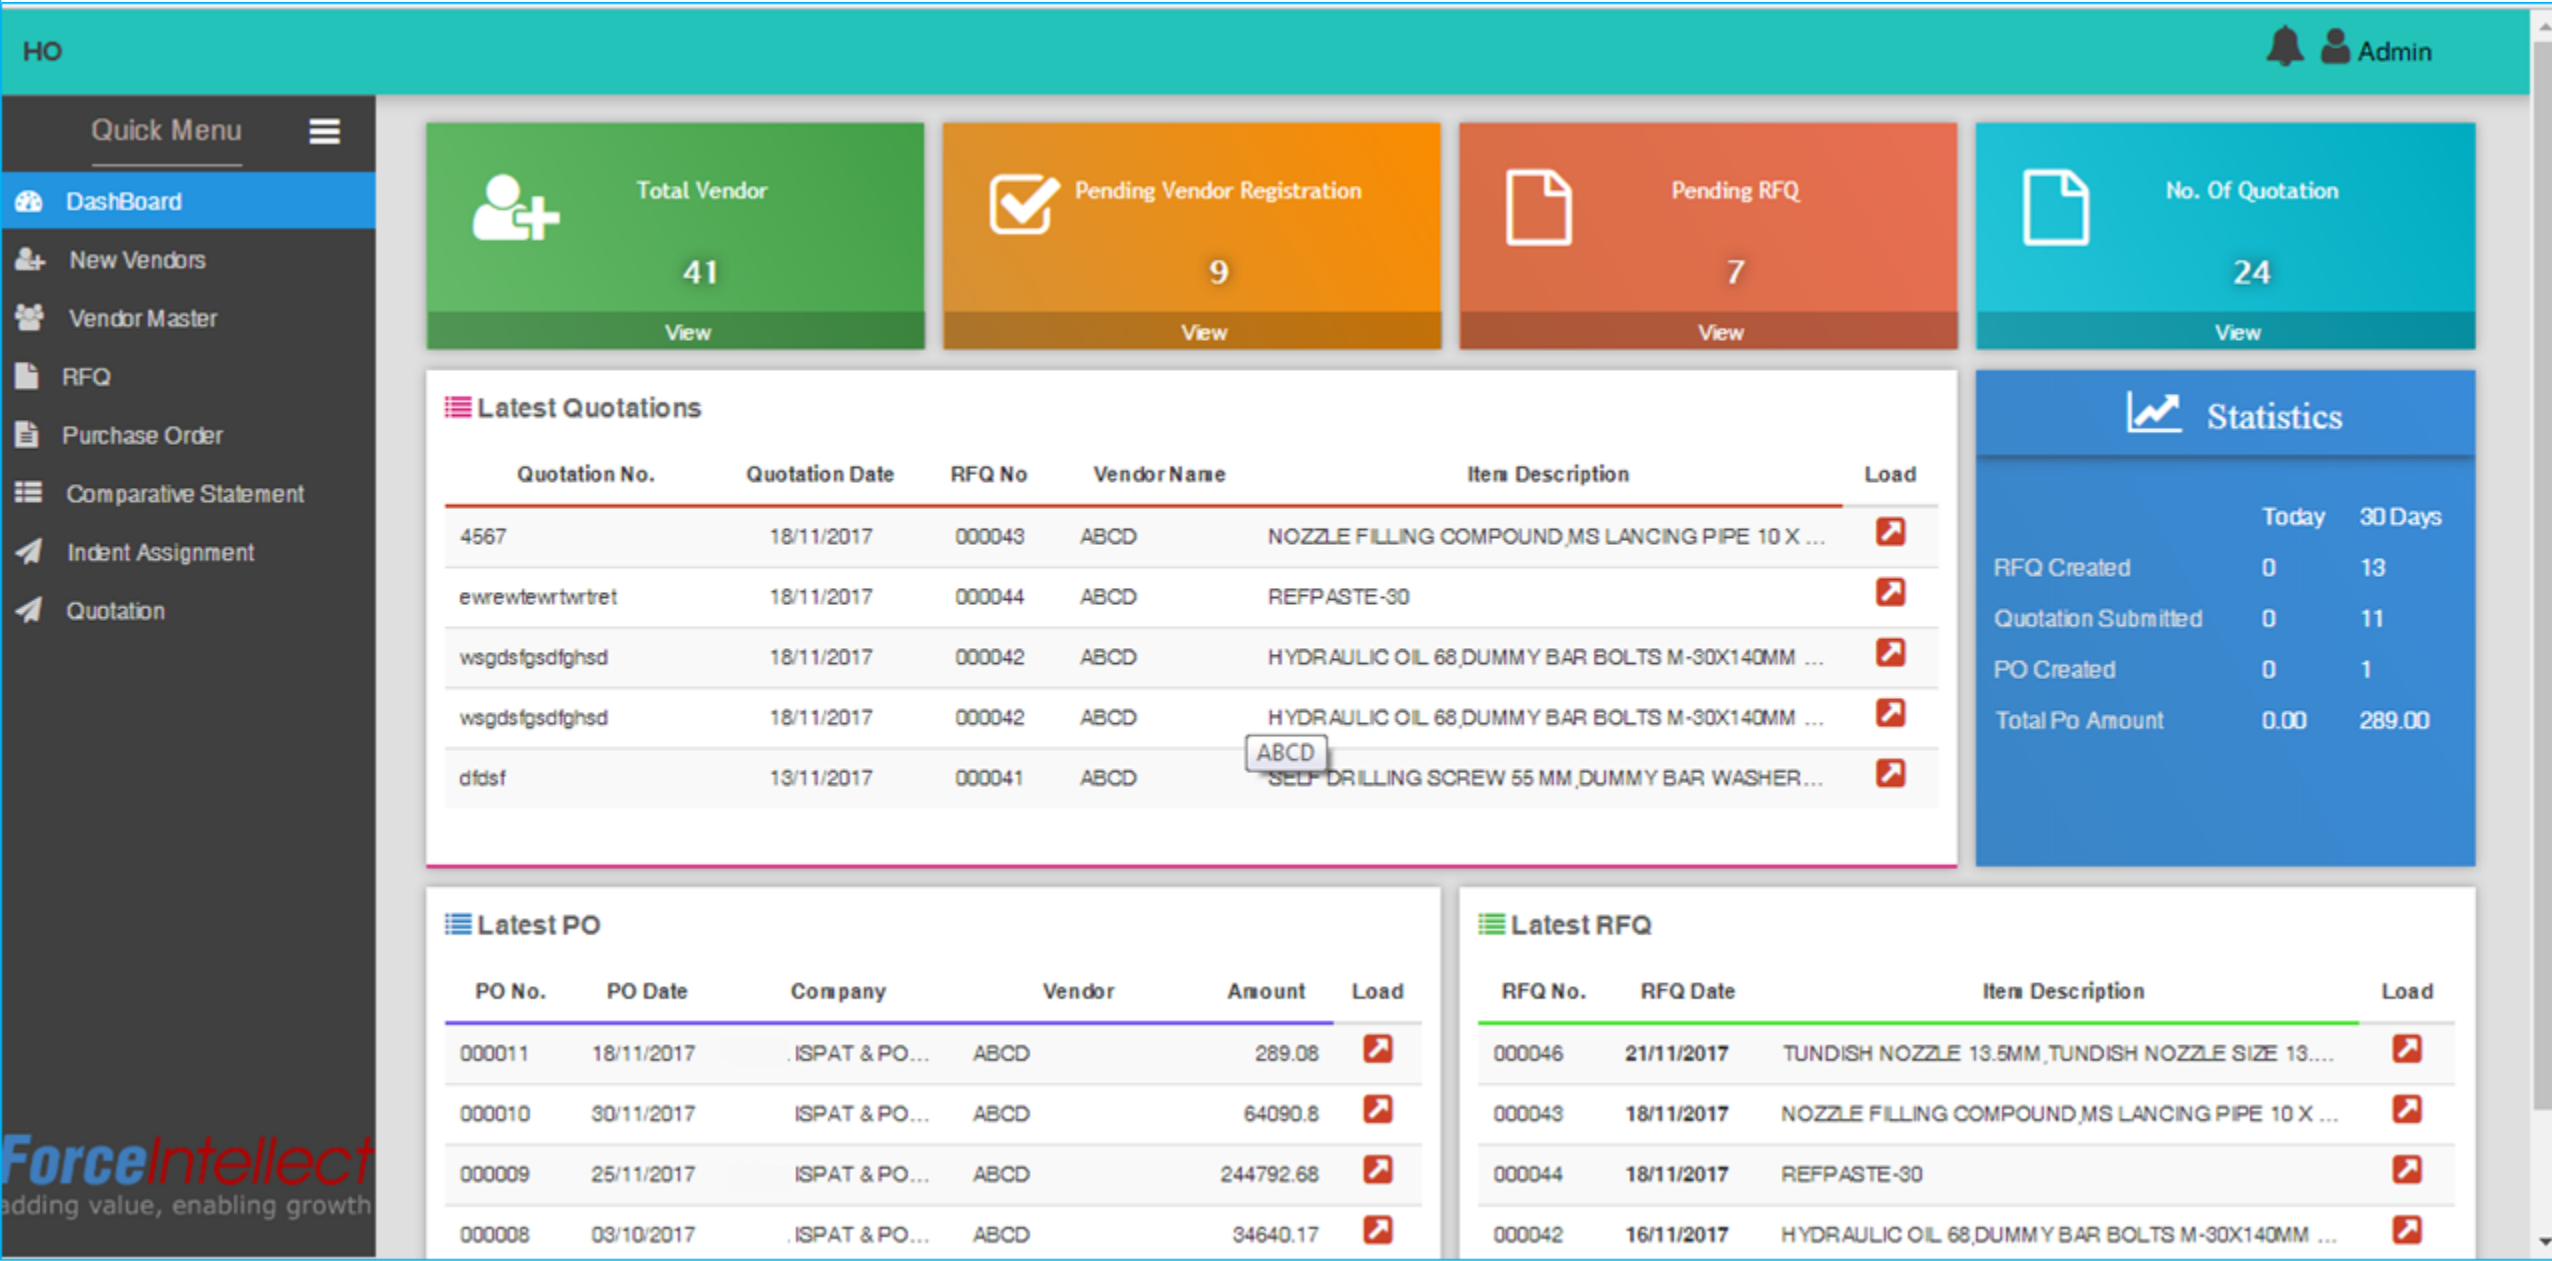 HO
Admin
Quick Menu
DashBoard
New Vendors
Vendor Master
RFQ
Purchase Order
Comparative Statement
Indent Assignment
Quotation
ForceIntellect
adding value, enabling growth
Total Vendor
41
View
Pending Vendor Registration
9
View
Pending RFQ
7
View
No. Of Quotation
24
View
Latest Quotations
Quotation No. Quotation Date RFQ No Vendor Name Item Description Load
4567 18/11/2017 000043 ABCD NOZZLE FILLING COMPOUND,MS LANCING PIPE 10 X ...
ewrewtewrtwrtret 18/11/2017 000044 ABCD REFPASTE-30
wsgdsfgsdfghsd 18/11/2017 000042 ABCD HYDRAULIC OIL 68,DUMMY BAR BOLTS M-30X140MM ...
wsgdsfgsdfghsd 18/11/2017 000042 ABCD HYDRAULIC OIL 68,DUMMY BAR BOLTS M-30X140MM ...
ABCD
dfdsf 13/11/2017 000041 ABCD SELF DRILLING SCREW 55 MM,DUMMY BAR WASHER...
Statistics
Today 30 Days
RFQ Created 0 13
Quotation Submitted 0 11
PO Created 0 1
Total Po Amount 0.00 289.00
Latest PO
PO No. PO Date Company Vendor Amount Load
000011 18/11/2017 . ISPAT & PO... ABCD 289.08
000010 30/11/2017 ISPAT & PO... ABCD 64090.8
000009 25/11/2017 ISPAT & PO... ABCD 244792.68
000008 03/10/2017 . ISPAT & PO... ABCD 34640.17
Latest RFQ
RFQ No. RFQ Date Item Description Load
000046 21/11/2017 TUNDISH NOZZLE 13.5MM,TUNDISH NOZZLE SIZE 13....
000043 18/11/2017 NOZZLE FILLING COMPOUND,MS LANCING PIPE 10 X ...
000044 18/11/2017 REFPASTE-30
000042 16/11/2017 HYDRAULIC OIL 68,DUMMY BAR BOLTS M-30X140MM ...